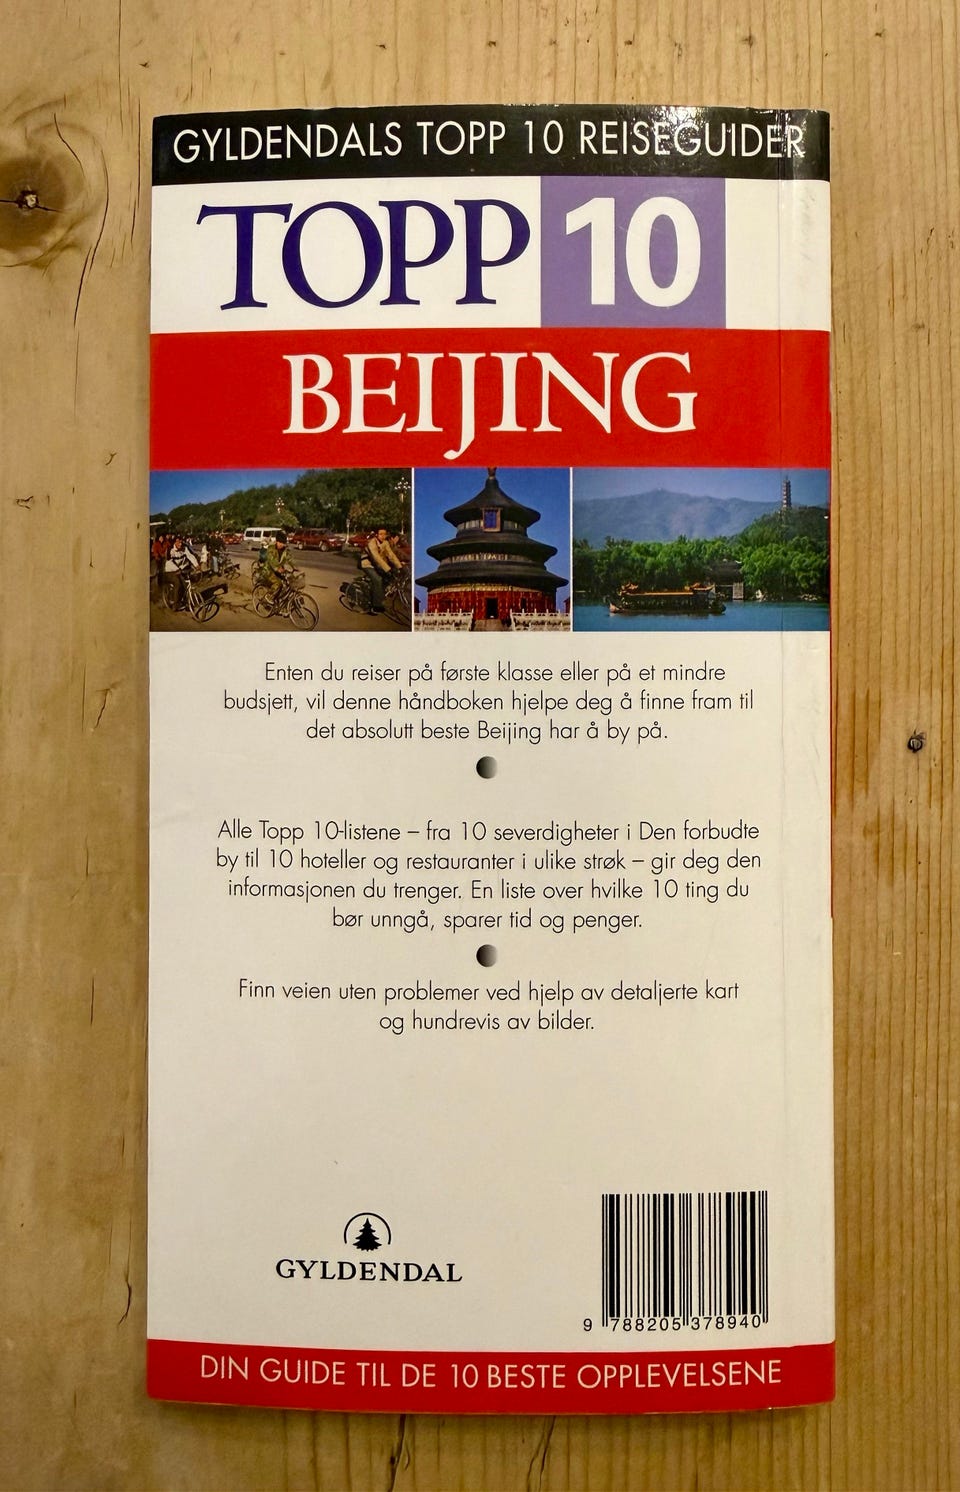 GYLDENDALS TOPP 10 REISEGUIDER
TOPP 10
BEIJING
Enten du reiser på første klasse eller på et mindre
budsjett, vil denne håndboken hjelpe deg å finne fram til
det absolutt beste Beijing har å by på.
Alle Topp 10-listene – fra 10 severdigheter i Den forbudte
by til 10 hoteller og restauranter i ulike strøk – gir deg den
informasjonen du trenger. En liste over hvilke 10 ting du
bør unngå, sparer tid og penger.
Finn veien uten problemer ved hjelp av detaljerte kart
og hundrevis av bilder.
GYLDENDAL
9 788205 378940
DIN GUIDE TIL DE 10 BESTE OPPLEVELSENE